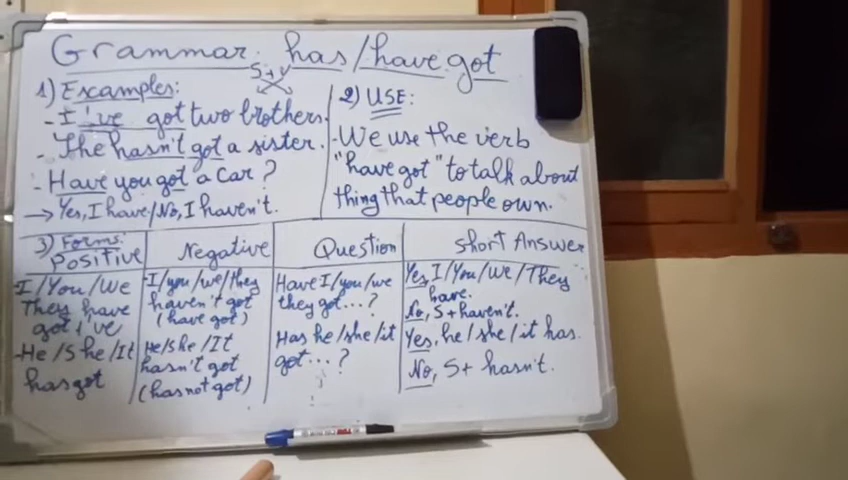 Grammar: has/have got
S + V
1) Examples:
- I've got two brothers.
- The hasn't got a sister.
- Have you got a car?
→ Yes, I have/No, I haven't.
2) USE:
- We use the verb
"have got" to talk about
thing that people own.
3) Forms:
Positive
I/You/We
They have
got I've
- He/She/It
has got
Negative
I/you/we/they
haven't got
(have got)
He/She/It
hasn't got
(has not got)
Question
Have I/you/we
they got...?
Has he/she/it
got...?
Short Answer
Yes, I/You/We/They
have.
No, S + haven't.
Yes, he/she/it has.
No, S + hasn't.